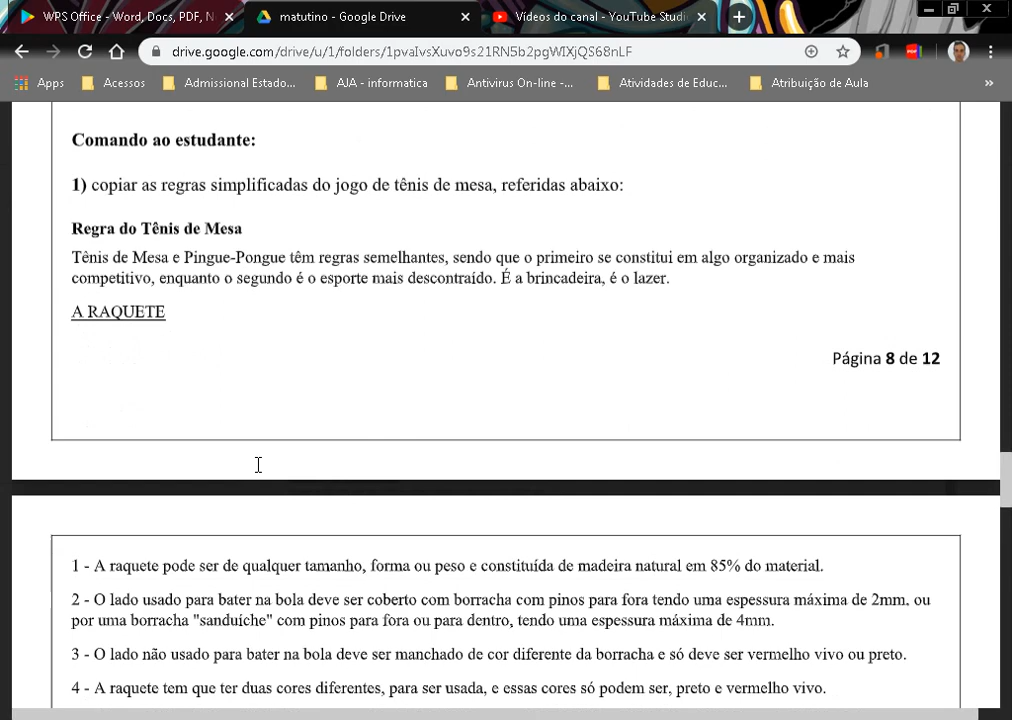 WPS Office - Word, Docs, PDF, N
matutino - Google Drive
Vídeos do canal - YouTube Studi
drive.google.com/drive/u/1/folders/1pvaIvsXuvo9s21RN5b2pgWIXjQS68nLF
Apps
Acessos
Admissional Estado...
AJA - informatica
Antivirus On-line -...
Atividades de Educ...
Atribuição de Aula
»
Comando ao estudante:
1) copiar as regras simplificadas do jogo de tênis de mesa, referidas abaixo:
Regra do Tênis de Mesa
Tênis de Mesa e Pingue-Pongue têm regras semelhantes, sendo que o primeiro se constitui em algo organizado e mais
competitivo, enquanto o segundo é o esporte mais descontraído. É a brincadeira, é o lazer.
A RAQUETE
Página 8 de 12
1 - A raquete pode ser de qualquer tamanho, forma ou peso e constituída de madeira natural em 85% do material.
2 - O lado usado para bater na bola deve ser coberto com borracha com pinos para fora tendo uma espessura máxima de 2mm, ou
por uma borracha "sanduíche" com pinos para fora ou para dentro, tendo uma espessura máxima de 4mm.
3 - O lado não usado para bater na bola deve ser manchado de cor diferente da borracha e só deve ser vermelho vivo ou preto.
4 - A raquete tem que ter duas cores diferentes, para ser usada, e essas cores só podem ser, preto e vermelho vivo.